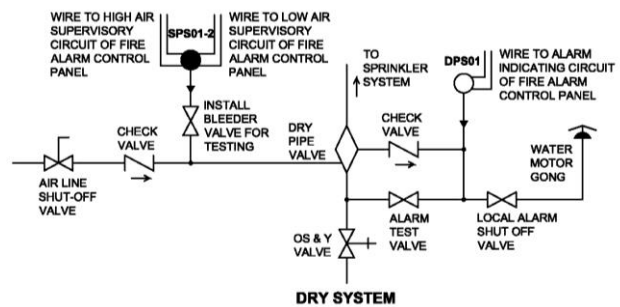 WIRE TO HIGH AIR
SUPERVISORY
CIRCUIT OF FIRE
ALARM CONTROL
PANEL
SPS01-2
WIRE TO LOW AIR
SUPERVISORY
CIRCUIT OF FIRE
ALARM CONTROL
PANEL
TO
SPRINKLER
SYSTEM
DPS01
WIRE TO ALARM
INDICATING CIRCUIT
OF FIRE ALARM
CONTROL PANEL
INSTALL
BLEEDER
VALVE FOR
TESTING
CHECK
VALVE
DRY
PIPE
VALVE
CHECK
VALVE
WATER
MOTOR
GONG
AIR LINE
SHUT-OFF
VALVE
OS & Y
VALVE
ALARM
TEST
VALVE
LOCAL ALARM
SHUT OFF
VALVE
DRY SYSTEM